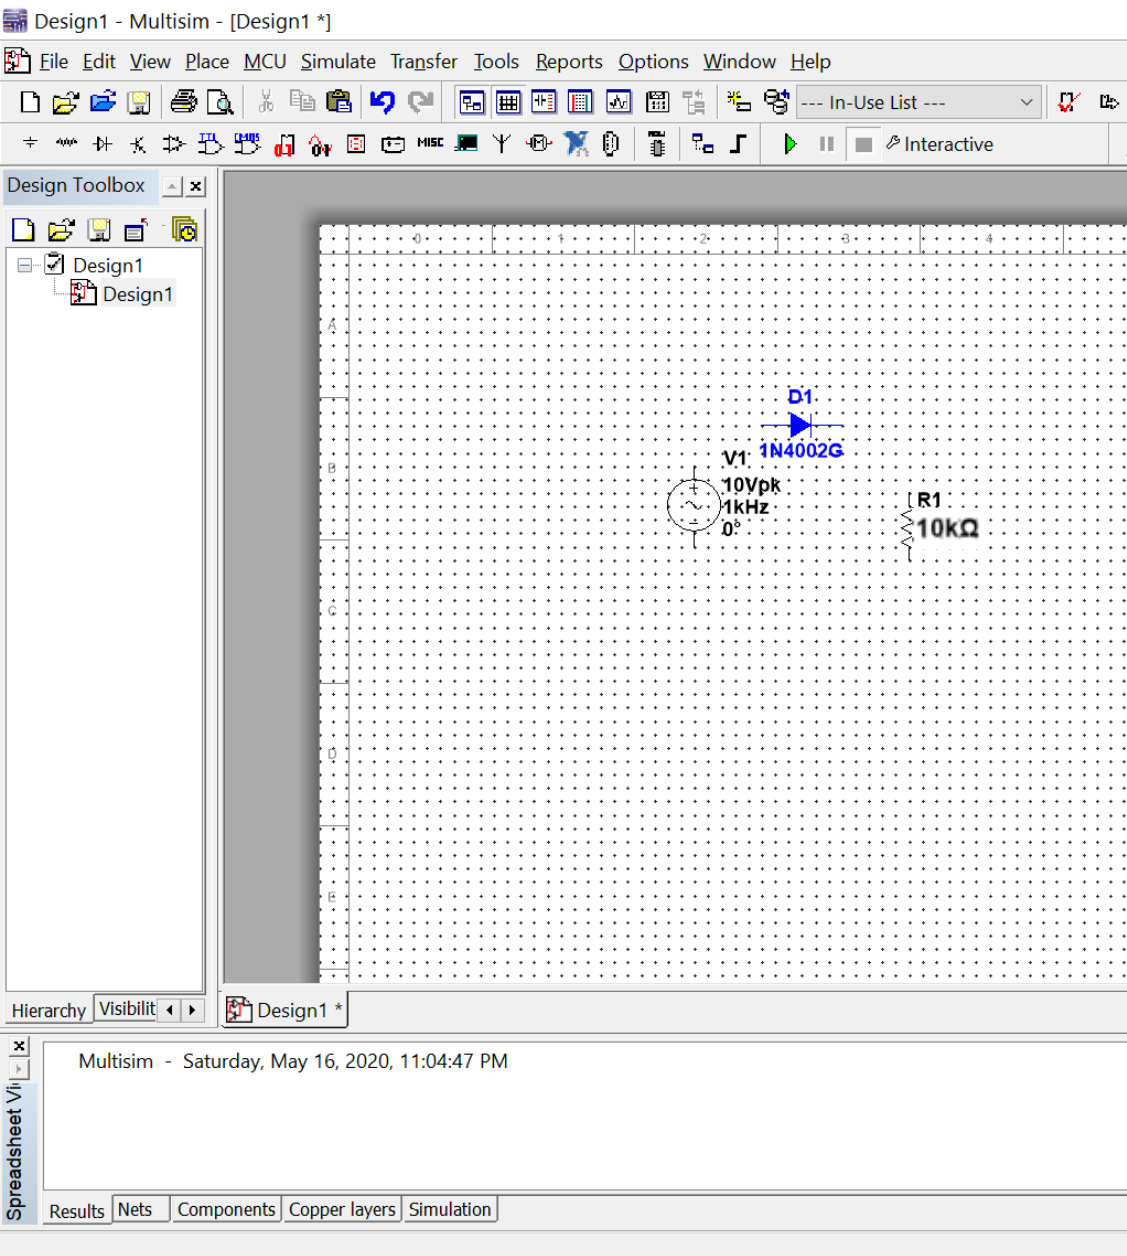 Design1 - Multisim - [Design1 *]
File Edit View Place MCU Simulate Transfer Tools Reports Options Window Help
--- In-Use List ---
TTL CMOS MISC Interactive
Design Toolbox
Design1
Design1
0 1 2 3 4
A
D1
1N4002G
V1
B
10Vpk
1kHz
0°
R1
10kΩ
C
D
E
Hierarchy Visibilit
Design1 *
Multisim - Saturday, May 16, 2020, 11:04:47 PM
Spreadsheet Vi
Results Nets Components Copper layers Simulation